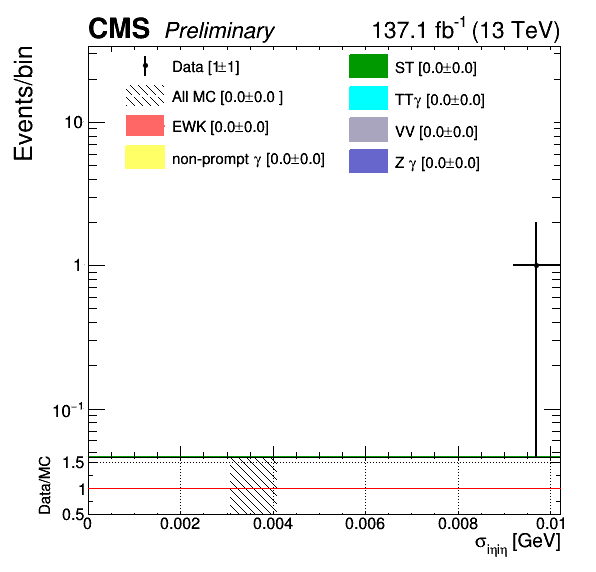 CMS Preliminary 137.1 fb⁻¹ (13 TeV)
Events/bin
Data [1±1]
All MC [0.0±0.0 ]
EWK [0.0±0.0]
non-prompt γ [0.0±0.0]
ST [0.0±0.0]
TTγ [0.0±0.0]
VV [0.0±0.0]
Z γ [0.0±0.0]
10
1
10⁻¹
Data/MC
1.5
1
0.5
0 0.002 0.004 0.006 0.008 0.01
σiηiη [GeV]